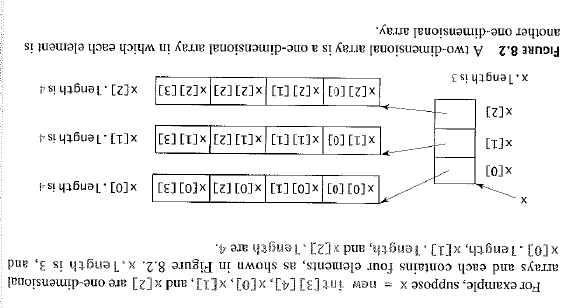 For example, suppose x = new int[3][4], x[0], x[1], and x[2] are one-dimensional
arrays and each contains four elements, as shown in Figure 8.2. x.length is 3, and
x[0].length, x[1].length, and x[2].length are 4.
x
x[0] x[0][0] x[0][1] x[0][2] x[0][3] x[0].length is 4
x[1] x[1][0] x[1][1] x[1][2] x[1][3] x[1].length is 4
x[2] x[2][0] x[2][1] x[2][2] x[2][3] x[2].length is 4
x.length is 3
FIGURE 8.2 A two-dimensional array is a one-dimensional array in which each element is
another one-dimensional array.